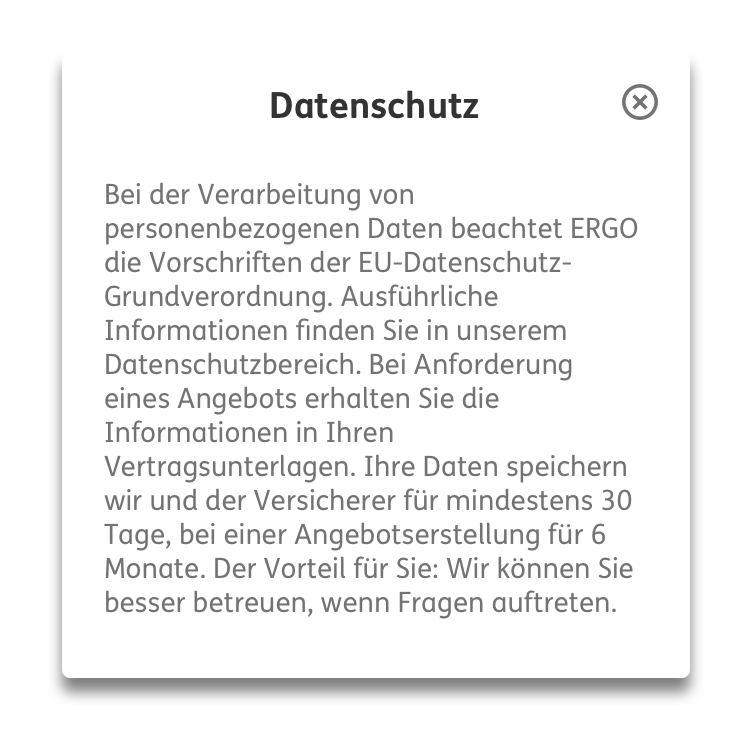 Datenschutz
Bei der Verarbeitung von
personenbezogenen Daten beachtet ERGO
die Vorschriften der EU-Datenschutz-
Grundverordnung. Ausführliche
Informationen finden Sie in unserem
Datenschutzbereich. Bei Anforderung
eines Angebots erhalten Sie die
Informationen in Ihren
Vertragsunterlagen. Ihre Daten speichern
wir und der Versicherer für mindestens 30
Tage, bei einer Angebotserstellung für 6
Monate. Der Vorteil für Sie: Wir können Sie
besser betreuen, wenn Fragen auftreten.